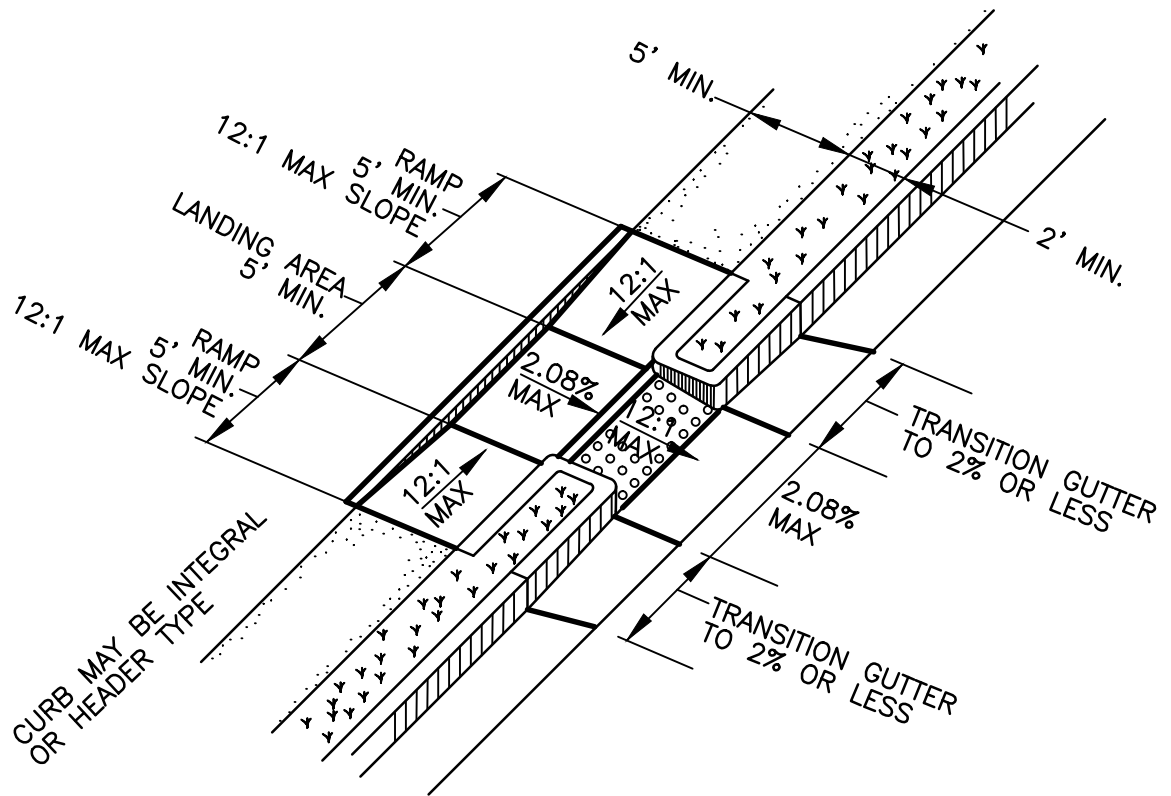 5' MIN.
12:1 MAX SLOPE
RAMP
5' MIN.
LANDING AREA
5' MIN.
12:1 MAX SLOPE
RAMP
5' MIN.
2' MIN.
12:1
MAX
2.08%
MAX
12:1
MAX
12:1
MAX
TRANSITION GUTTER
TO 2% OR LESS
2.08%
MAX
TRANSITION GUTTER
TO 2% OR LESS
CURB MAY BE INTEGRAL
OR HEADER TYPE